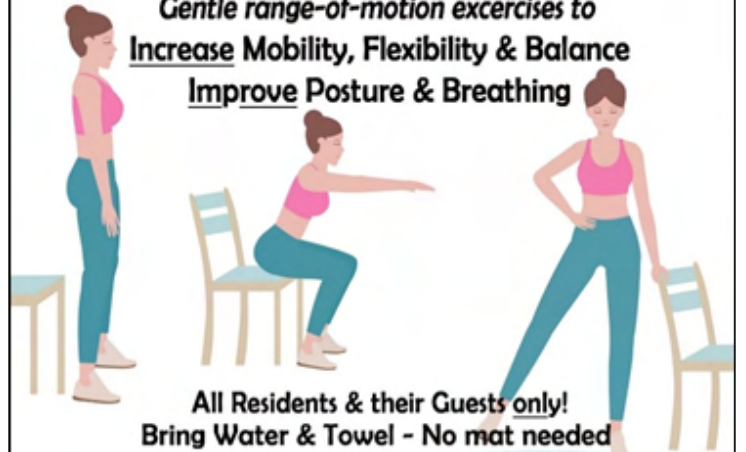 Gentle range-of-motion excercises to
Increase Mobility, Flexibility & Balance
Improve Posture & Breathing
All Residents & their Guests only!
Bring Water & Towel - No mat needed